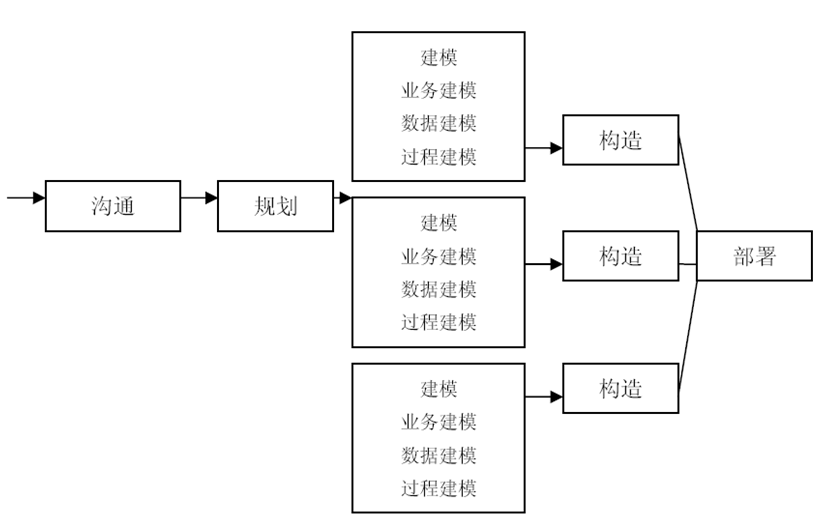 沟通
规划
建模
业务建模
数据建模
过程建模
构造
建模
业务建模
数据建模
过程建模
构造
建模
业务建模
数据建模
过程建模
构造
部署